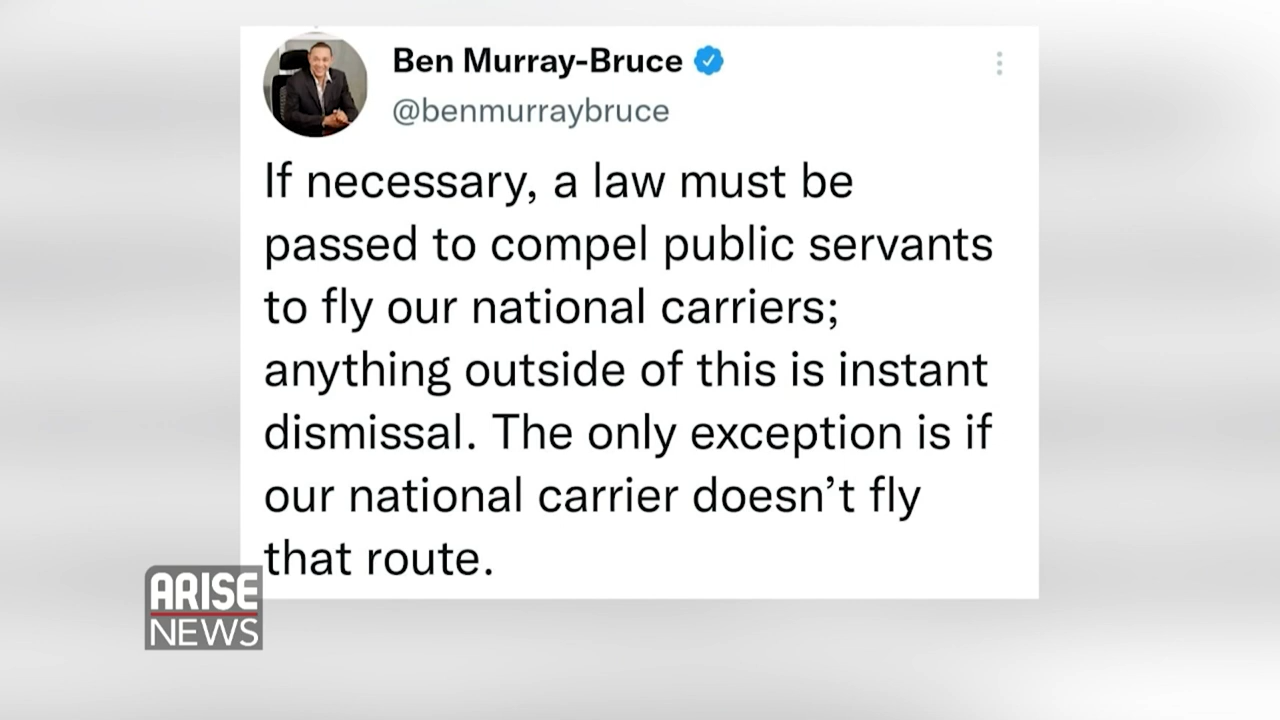 Ben Murray-Bruce
@benmurraybruce
If necessary, a law must be
passed to compel public servants
to fly our national carriers;
anything outside of this is instant
dismissal. The only exception is if
our national carrier doesn’t fly
that route.
ARISE
NEWS